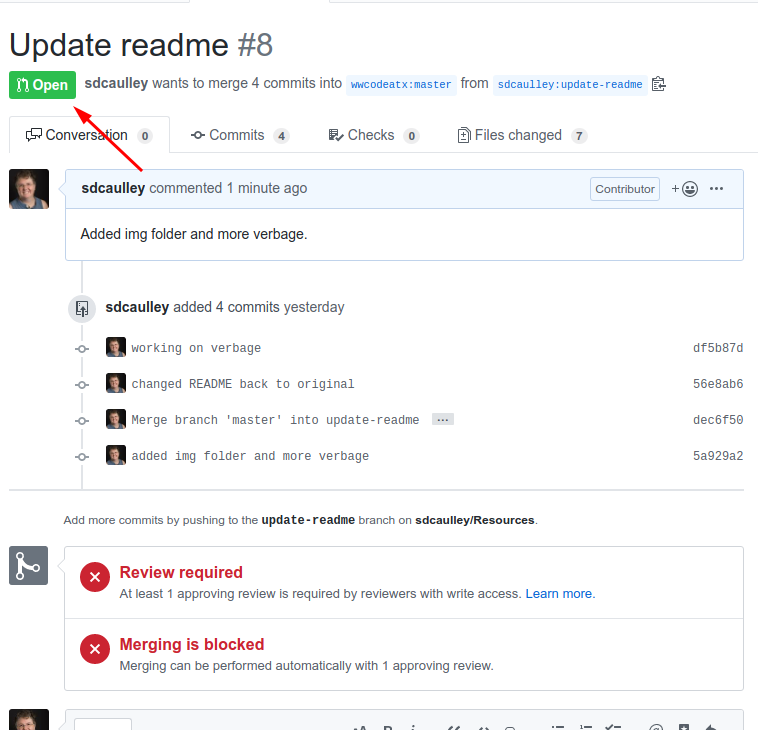 Update readme #8
Open sdcaulley wants to merge 4 commits into wwcodeatx:master from sdcaulley:update-readme
Conversation 0 Commits 4 Checks 0 Files changed 7
sdcaulley commented 1 minute ago Contributor
Added img folder and more verbage.
sdcaulley added 4 commits yesterday
working on verbage df5b87d
changed README back to original 56e8ab6
Merge branch 'master' into update-readme dec6f50
added img folder and more verbage 5a929a2
Add more commits by pushing to the update-readme branch on sdcaulley/Resources.
Review required
At least 1 approving review is required by reviewers with write access. Learn more.
Merging is blocked
Merging can be performed automatically with 1 approving review.